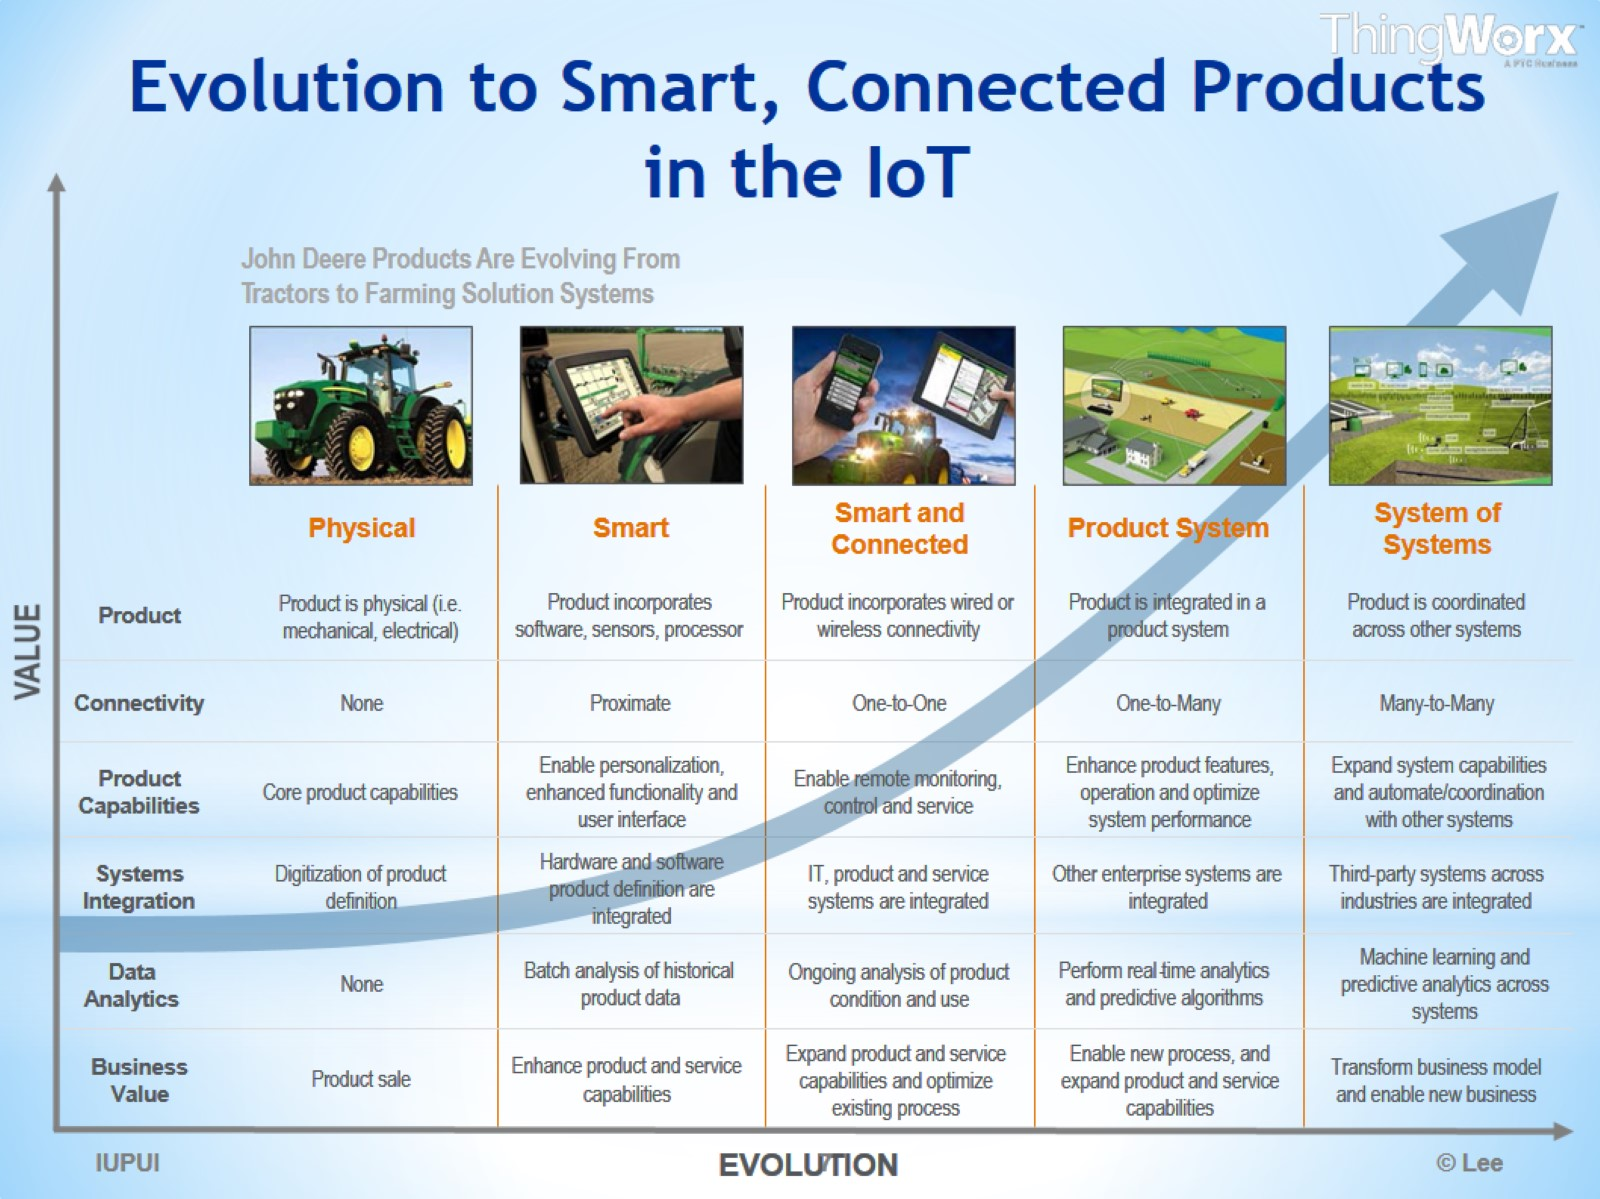 ThingWorx
A PTC Business
Evolution to Smart, Connected Products
in the IoT
John Deere Products Are Evolving From
Tractors to Farming Solution Systems
Physical
Smart
Smart and
Connected
Product System
System of
Systems
VALUE
Product
Product is physical (i.e.
mechanical, electrical)
Product incorporates
software, sensors, processor
Product incorporates wired or
wireless connectivity
Product is integrated in a
product system
Product is coordinated
across other systems
Connectivity
None
Proximate
One-to-One
One-to-Many
Many-to-Many
Product
Capabilities
Core product capabilities
Enable personalization,
enhanced functionality and
user interface
Enable remote monitoring,
control and service
Enhance product features,
operation and optimize
system performance
Expand system capabilities
and automate/coordination
with other systems
Systems
Integration
Digitization of product
definition
Hardware and software
product definition are
integrated
IT, product and service
systems are integrated
Other enterprise systems are
integrated
Third-party systems across
industries are integrated
Data
Analytics
None
Batch analysis of historical
product data
Ongoing analysis of product
condition and use
Perform real-time analytics
and predictive algorithms
Machine learning and
predictive analytics across
systems
Business
Value
Product sale
Enhance product and service
capabilities
Expand product and service
capabilities and optimize
existing process
Enable new process, and
expand product and service
capabilities
Transform business model
and enable new business
IUPUI
EVOLUTION
© Lee